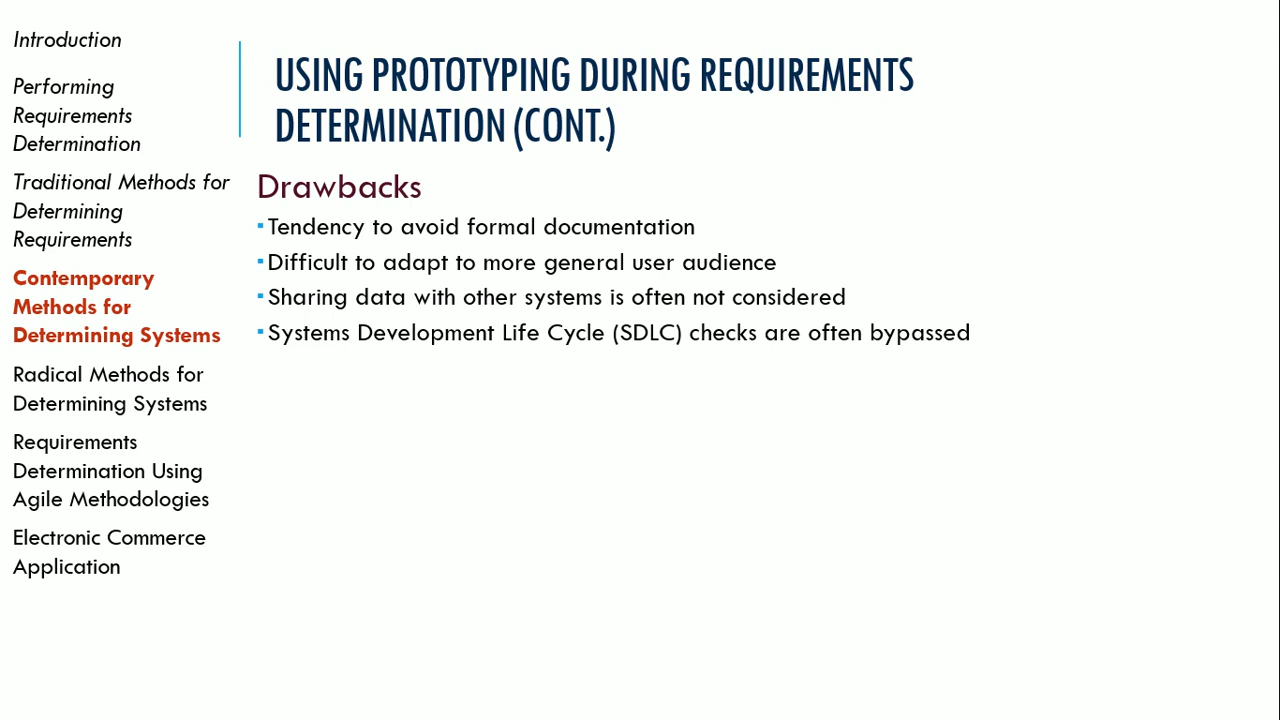 Introduction
Performing
Requirements
Determination
Traditional Methods for
Determining
Requirements
Contemporary
Methods for
Determining Systems
Radical Methods for
Determining Systems
Requirements
Determination Using
Agile Methodologies
Electronic Commerce
Application
USING PROTOTYPING DURING REQUIREMENTS
DETERMINATION (CONT.)
Drawbacks
▪Tendency to avoid formal documentation
▪Difficult to adapt to more general user audience
▪Sharing data with other systems is often not considered
▪Systems Development Life Cycle (SDLC) checks are often bypassed